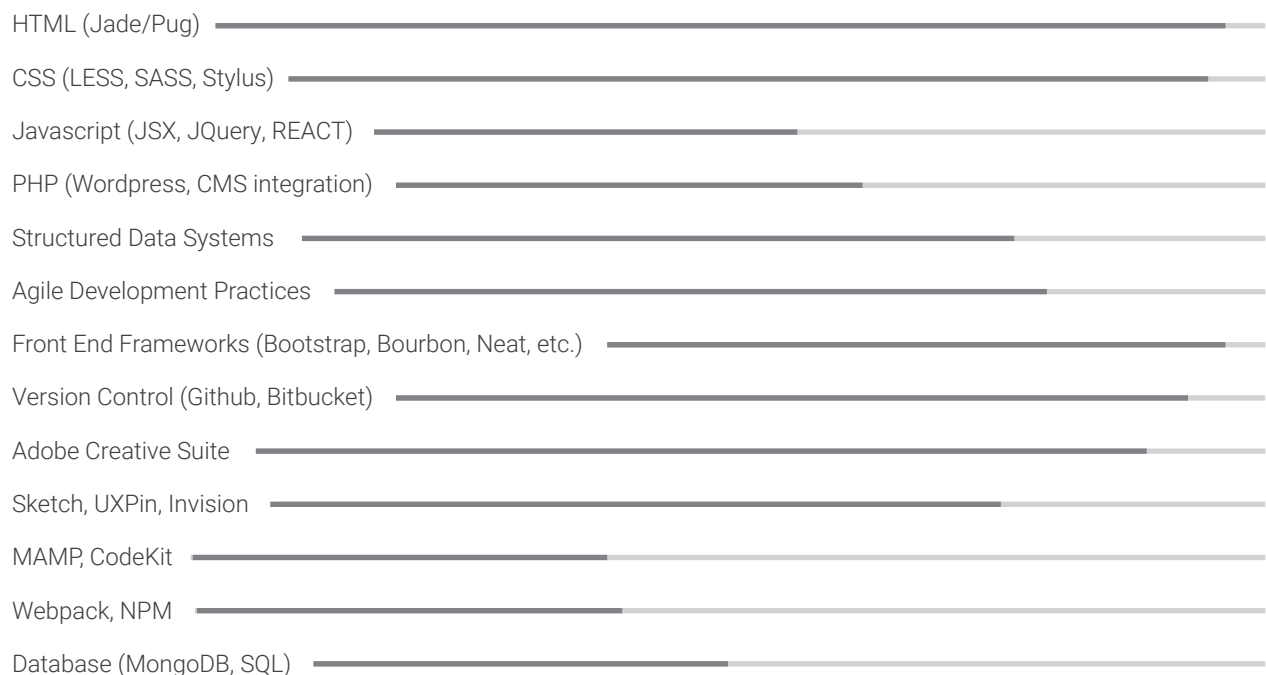 HTML (Jade/Pug)
CSS (LESS, SASS, Stylus)
Javascript (JSX, JQuery, REACT)
PHP (Wordpress, CMS integration)
Structured Data Systems
Agile Development Practices
Front End Frameworks (Bootstrap, Bourbon, Neat, etc.)
Version Control (Github, Bitbucket)
Adobe Creative Suite
Sketch, UXPin, Invision
MAMP, CodeKit
Webpack, NPM
Database (MongoDB, SQL)